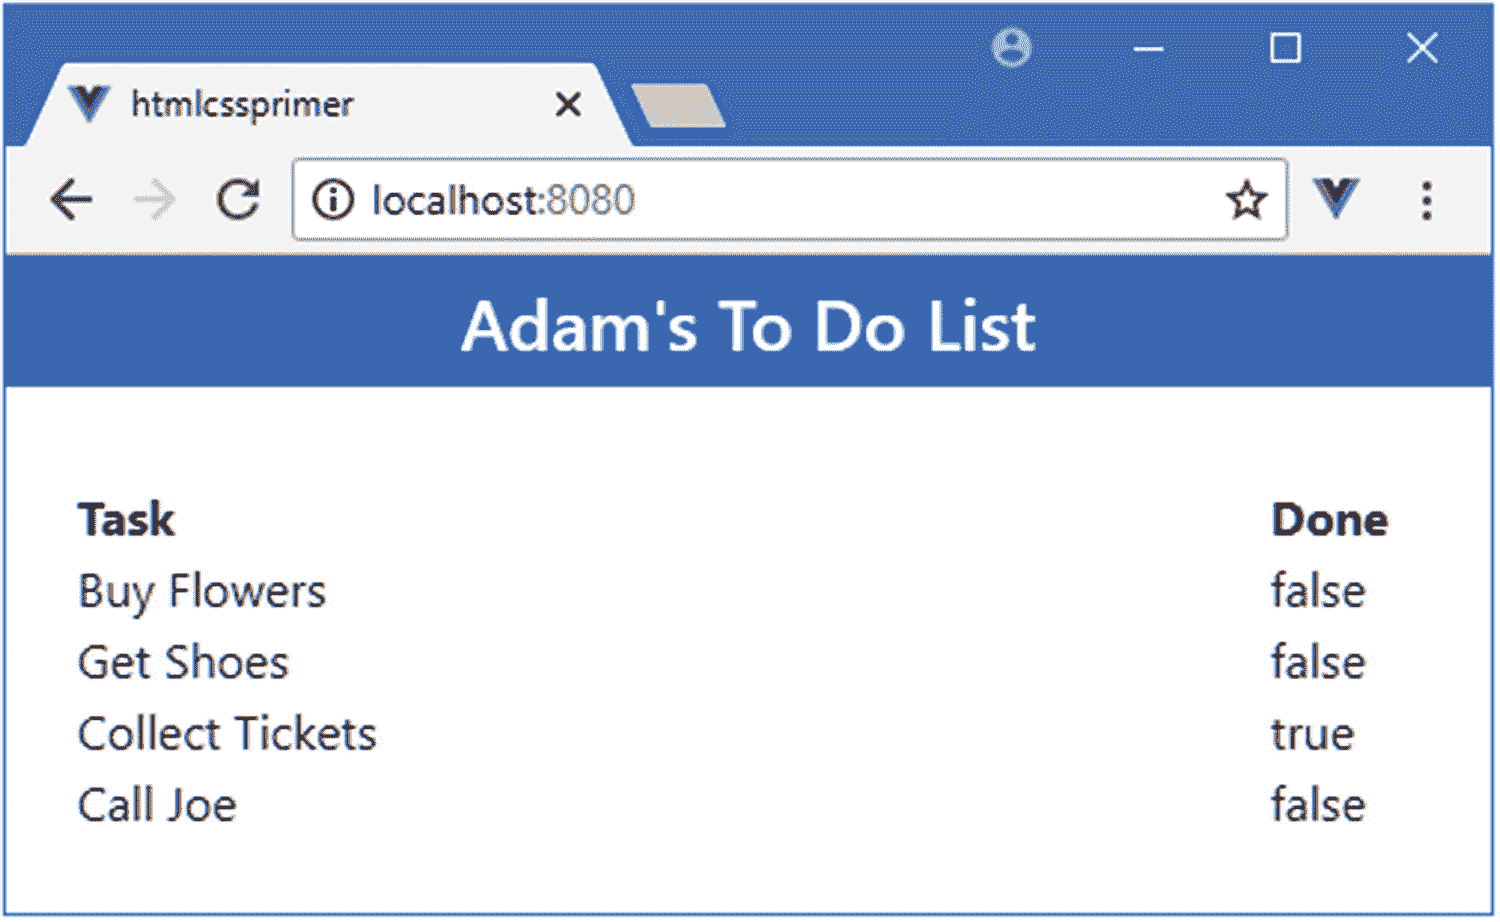 htmlcssprimer
localhost:8080
Adam's To Do List
Task Done
Buy Flowers false
Get Shoes false
Collect Tickets true
Call Joe false